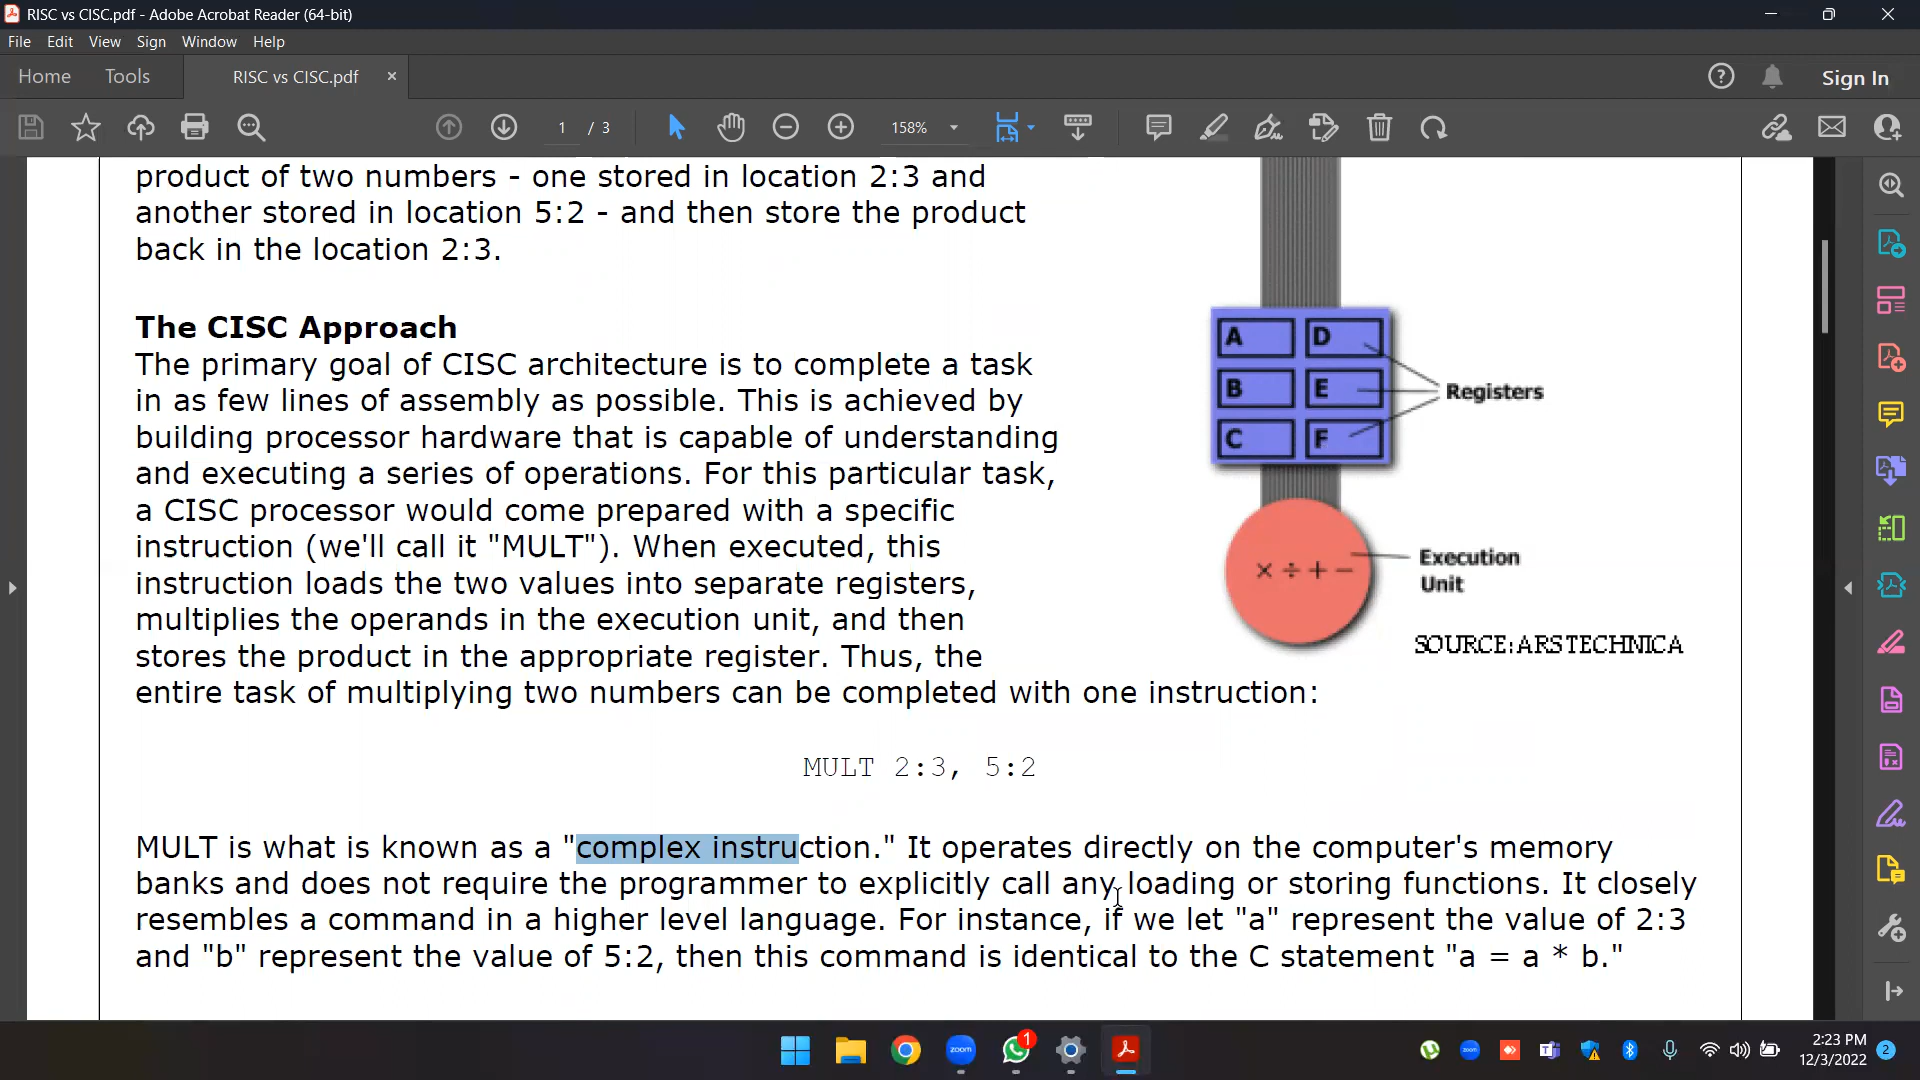 RISC vs CISC.pdf - Adobe Acrobat Reader (64-bit)
File Edit View Sign Window Help
Home Tools RISC vs CISC.pdf × Sign In
1 / 3 158%
product of two numbers - one stored in location 2:3 and
another stored in location 5:2 - and then store the product
back in the location 2:3.
The CISC Approach
The primary goal of CISC architecture is to complete a task
in as few lines of assembly as possible. This is achieved by
building processor hardware that is capable of understanding
and executing a series of operations. For this particular task,
a CISC processor would come prepared with a specific
instruction (we'll call it "MULT"). When executed, this
instruction loads the two values into separate registers,
multiplies the operands in the execution unit, and then
stores the product in the appropriate register. Thus, the
entire task of multiplying two numbers can be completed with one instruction:
A D
B E
C F
Registers
× ÷ + −
Execution
Unit
SOURCE:ARSTECHNICA
MULT 2:3, 5:2
MULT is what is known as a "complex instruction." It operates directly on the computer's memory
banks and does not require the programmer to explicitly call any loading or storing functions. It closely
resembles a command in a higher level language. For instance, if we let "a" represent the value of 2:3
and "b" represent the value of 5:2, then this command is identical to the C statement "a = a * b."
zoom
1
zoom
2:23 PM
12/3/2022
2